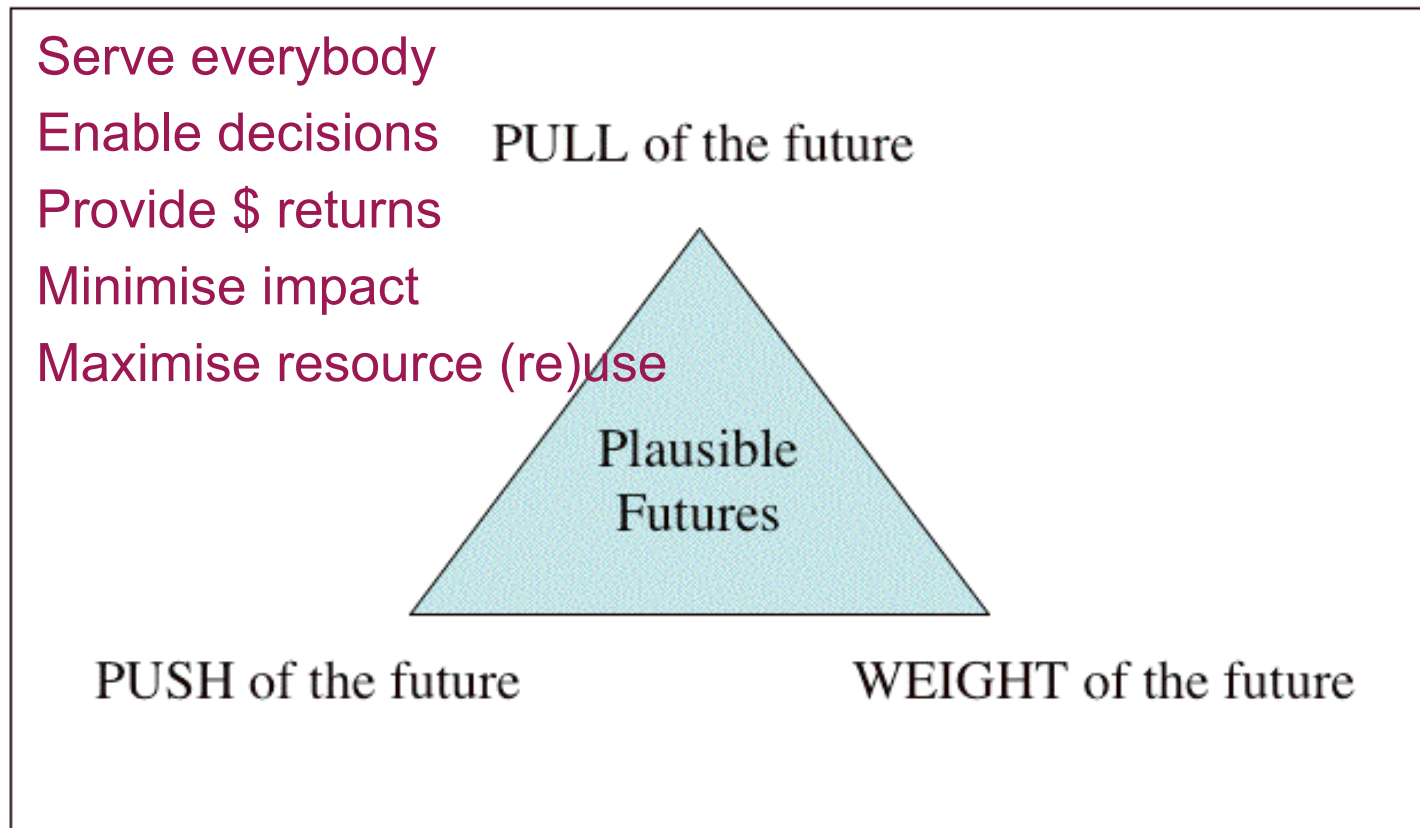 Serve everybody
Enable decisions
PULL of the future
Provide $ returns
Minimise impact
Maximise resource (re)use
Plausible
Futures
PUSH of the future
WEIGHT of the future